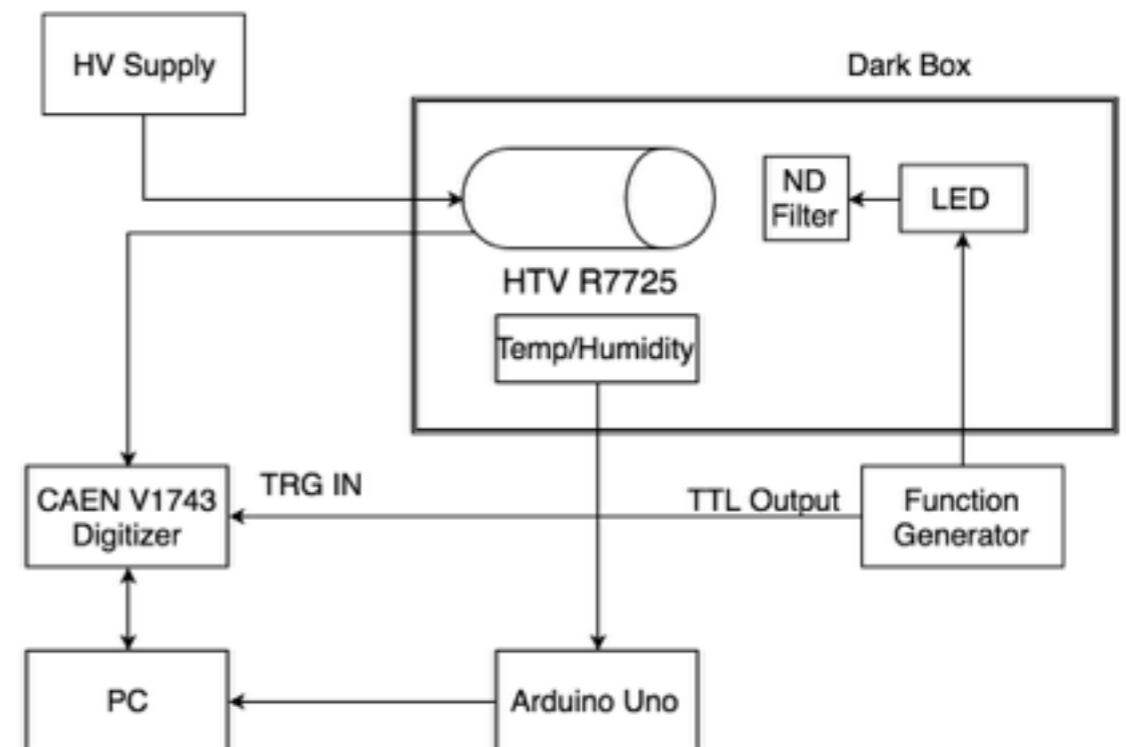 HV Supply
Dark Box
ND
Filter
LED
HTV R7725
Temp/Humidity
CAEN V1743
Digitizer
TRG IN
TTL Output
Function
Generator
PC
Arduino Uno